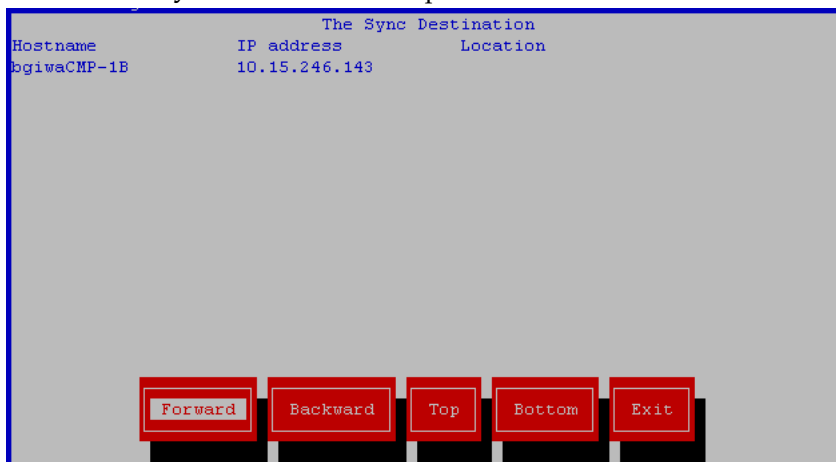 The Sync Destination
Hostname IP address Location
bgiwaCMP-1B 10.15.246.143
Forward Backward Top Bottom Exit